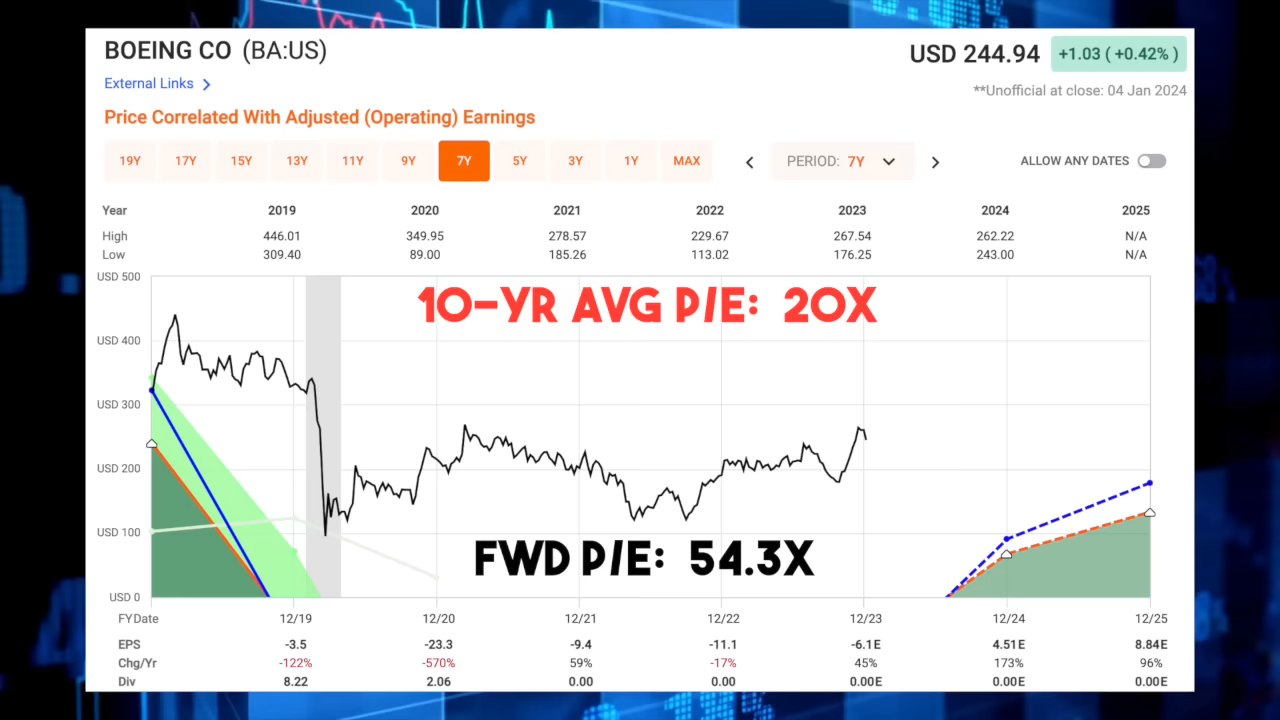 BOEING CO (BA:US)
USD 244.94 +1.03 ( +0.42% )
External Links
**Unofficial at close: 04 Jan 2024
Price Correlated With Adjusted (Operating) Earnings
19Y 17Y 15Y 13Y 11Y 9Y 7Y 5Y 3Y 1Y MAX PERIOD: 7Y ALLOW ANY DATES
Year 2019 2020 2021 2022 2023 2024 2025
High 446.01 349.95 278.57 229.67 267.54 262.22 N/A
Low 309.40 89.00 185.26 113.02 176.25 243.00 N/A
USD 500
10-YR AVG P/E: 20X
USD 400
USD 300
USD 200
USD 100
FWD P/E: 54.3X
USD 0
FYDate 12/19 12/20 12/21 12/22 12/23 12/24 12/25
EPS -3.5 -23.3 -9.4 -11.1 -6.1E 4.51E 8.84E
Chg/Yr -122% -570% 59% -17% 45% 173% 96%
Div 8.22 2.06 0.00 0.00 0.00E 0.00E 0.00E